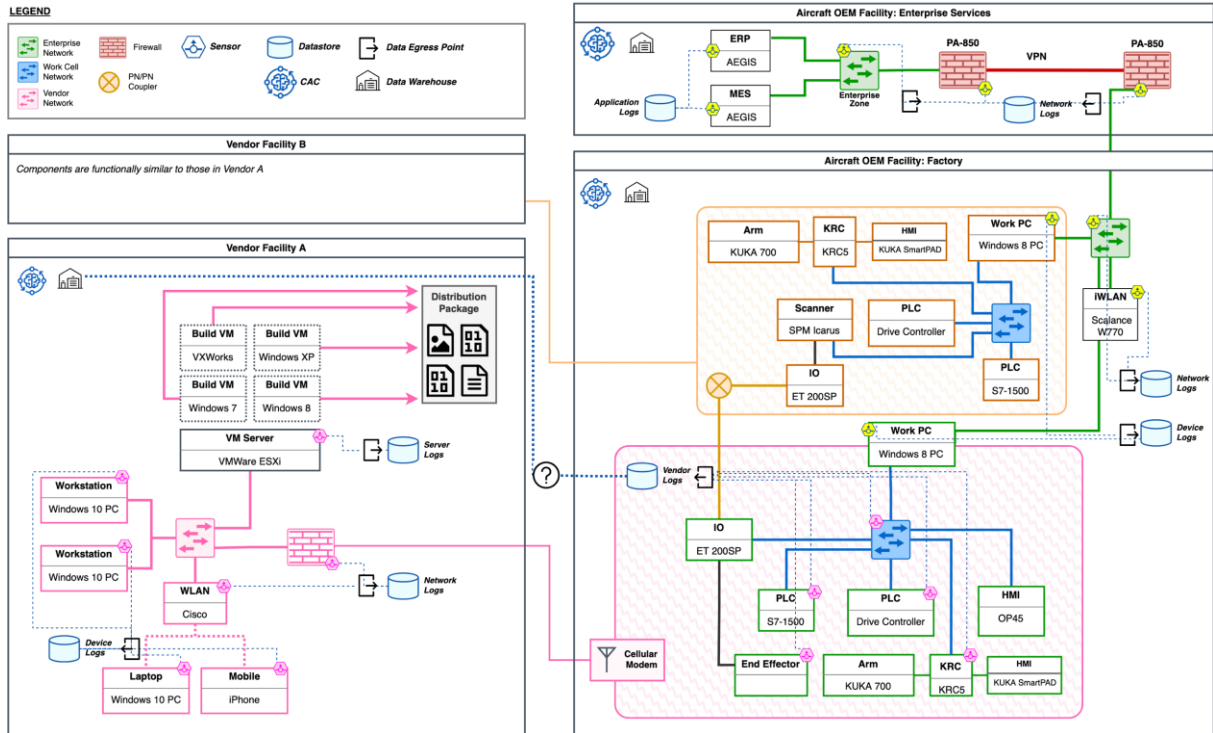 LEGEND
Enterprise
Network
Work Cell
Network
Vendor
Network
Firewall
PN/PN
Coupler
Sensor
CAC
Datastore
Data Egress Point
Data Warehouse
Aircraft OEM Facility: Enterprise Services
ERP
AEGIS
MES
AEGIS
Application
Logs
Enterprise
Zone
PA-850
VPN
PA-850
Network
Logs
Vendor Facility B
Components are functionally similar to those in Vendor A
Aircraft OEM Facility: Factory
Arm
KUKA 700
KRC
KRC5
HMI
KUKA SmartPAD
Work PC
Windows 8 PC
Scanner
SPM Icarus
PLC
Drive Controller
IO
ET 200SP
PLC
S7-1500
iWLAN
Scalance
W770
Network
Logs
Device
Logs
Work PC
Windows 8 PC
Vendor
Logs
IO
ET 200SP
PLC
S7-1500
PLC
Drive Controller
HMI
OP45
End Effector
Arm
KUKA 700
KRC
KRC5
HMI
KUKA SmartPAD
Cellular
Modem
?
Vendor Facility A
Distribution
Package
01
10
01
10
Build VM
VXWorks
Build VM
Windows XP
Build VM
Windows 7
Build VM
Windows 8
VM Server
VMWare ESXi
Server
Logs
Workstation
Windows 10 PC
Workstation
Windows 10 PC
WLAN
Cisco
Network
Logs
Device
Logs
Laptop
Windows 10 PC
Mobile
iPhone